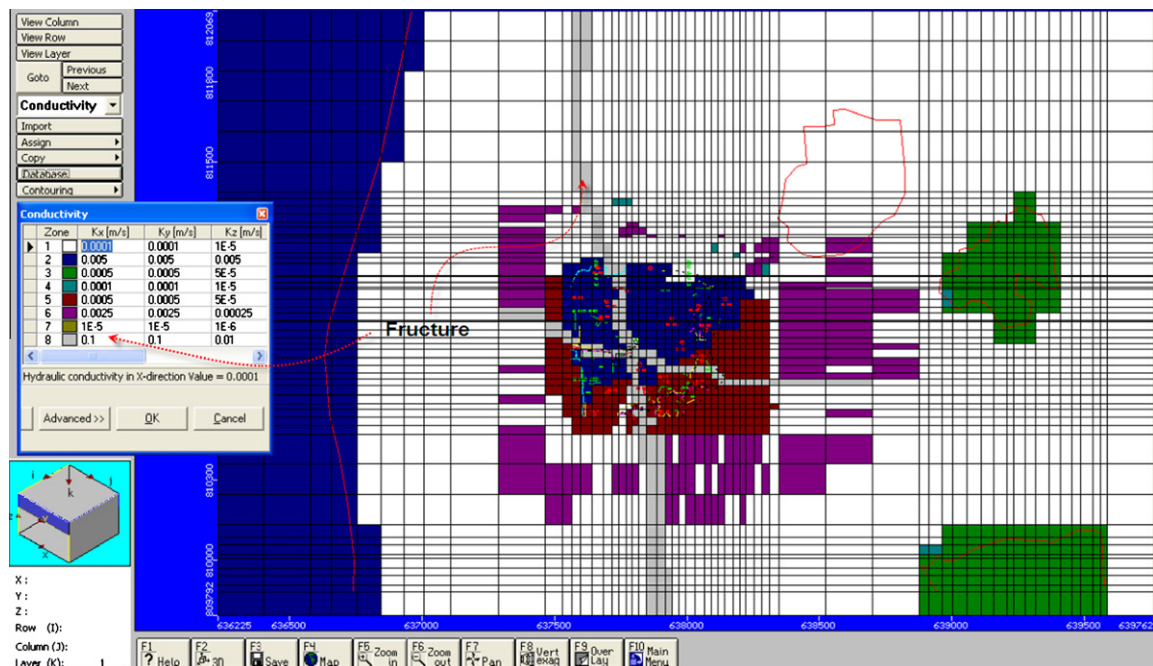 View Column
View Row
View Layer
Goto Previous
Next
Conductivity
Import
Assign
Copy
Database
Contouring
Conductivity
Zone Kx [m/s] Ky [m/s] Kz [m/s]
1 0.0001 0.0001 1E-5
2 0.005 0.005 0.005
3 0.0005 0.0005 5E-5
4 0.0001 0.0001 1E-5
5 0.0005 0.0005 5E-5
6 0.0025 0.0025 0.00025
7 1E-5 1E-5 1E-6
8 0.1 0.1 0.01
Hydraulic conductivity in X-direction Value = 0.0001
Advanced >> OK Cancel
Fructure
812069
811800
811500
810300
810000
809792
636225 636500 637000 637500 638000 638500 639000 639500 639762
i j
k
z y
x
X :
Y :
Z :
Row (I):
Column (J):
Layer (K): 1
F1 Help
F2 3D
F3 Save
F4 Map
F5 Zoom in
F6 Zoom out
F7 Pan
F8 Vert exag
F9 Over Lay
F10 Main Menu